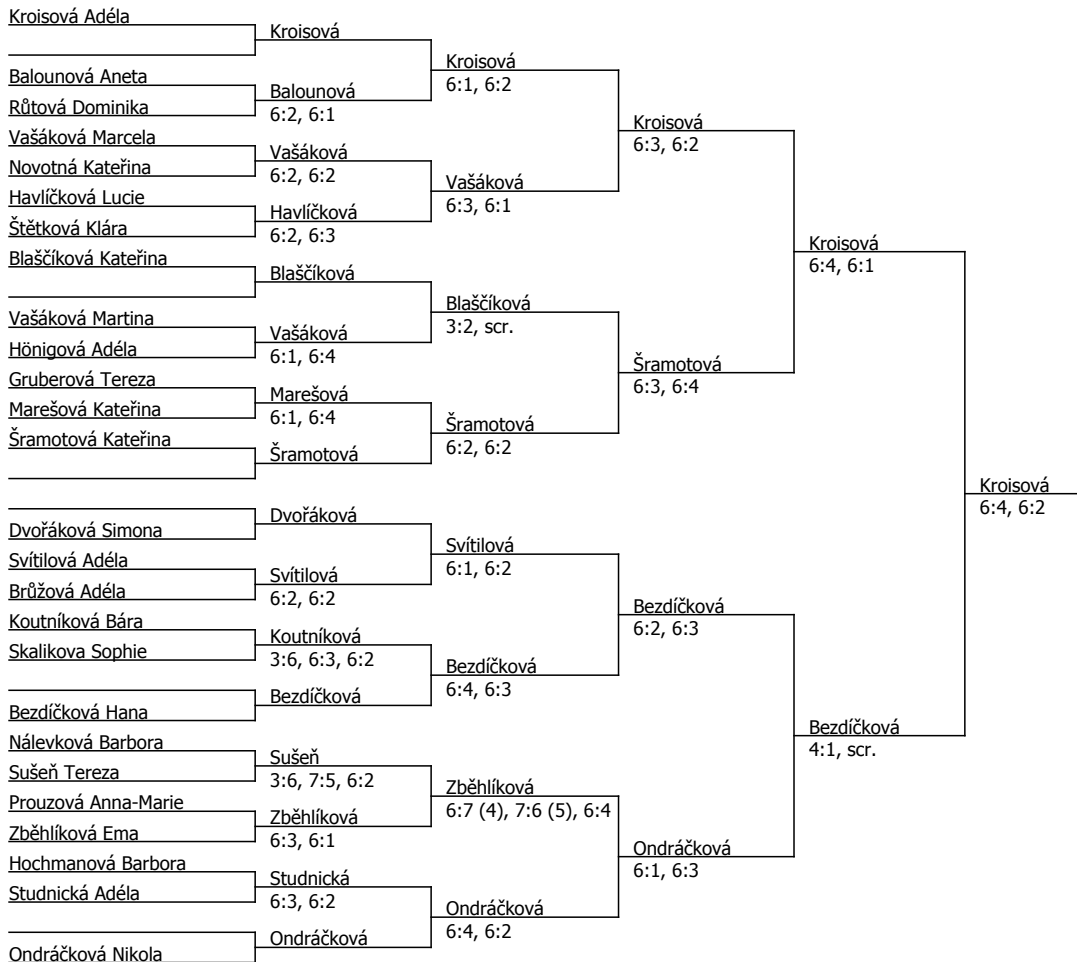 Kroisová Adéla
Kroisová
Kroisová
6:1, 6:2
Balounová Aneta
Balounová
6:2, 6:1
Růtová Dominika
Kroisová
6:3, 6:2
Vašáková Marcela
Vašáková
6:2, 6:2
Novotná Kateřina
Vašáková
6:3, 6:1
Havlíčková Lucie
Havlíčková
6:2, 6:3
Štětková Klára
Kroisová
6:4, 6:1
Blaščíková Kateřina
Blaščíková
Blaščíková
3:2, scr.
Vašáková Martina
Vašáková
6:1, 6:4
Hönigová Adéla
Šramotová
6:3, 6:4
Gruberová Tereza
Marešová
6:1, 6:4
Marešová Kateřina
Šramotová
6:2, 6:2
Šramotová Kateřina
Šramotová
Kroisová
6:4, 6:2
Dvořáková
Dvořáková Simona
Svítilová
6:1, 6:2
Svítilová Adéla
Svítilová
6:2, 6:2
Brůžová Adéla
Bezdíčková
6:2, 6:3
Koutníková Bára
Koutníková
3:6, 6:3, 6:2
Skalikova Sophie
Bezdíčková
6:4, 6:3
Bezdíčková
Bezdíčková Hana
Bezdíčková
4:1, scr.
Nálevková Barbora
Sušeň
3:6, 7:5, 6:2
Sušeň Tereza
Zběhlíková
6:7 (4), 7:6 (5), 6:4
Prouzová Anna-Marie
Zběhlíková
6:3, 6:1
Zběhlíková Ema
Ondráčková
6:1, 6:3
Hochmanová Barbora
Studnická
6:3, 6:2
Studnická Adéla
Ondráčková
6:4, 6:2
Ondráčková
Ondráčková Nikola